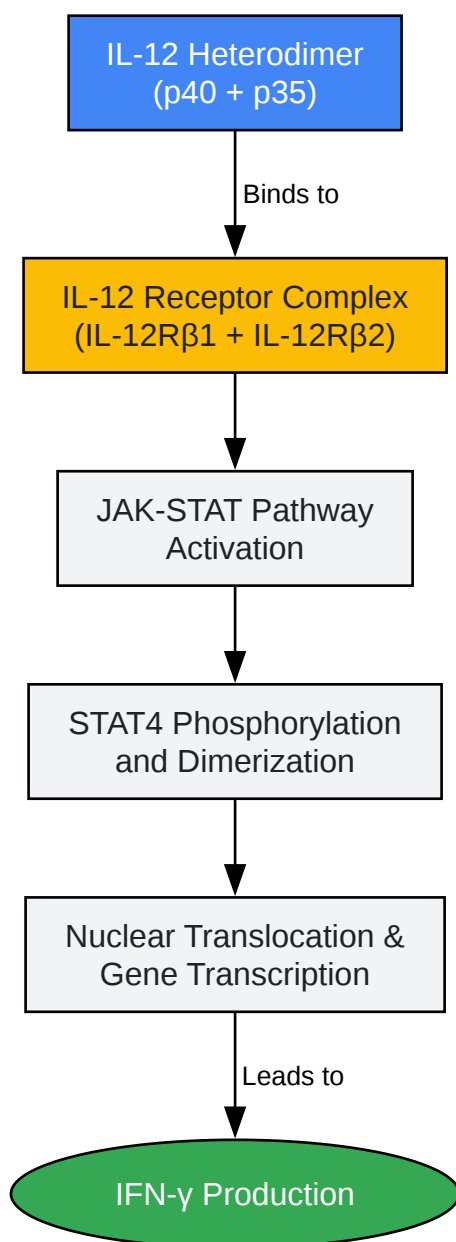 IL-12 Heterodimer
(p40 + p35)
Binds to
IL-12 Receptor Complex
(IL-12Rβ1 + IL-12Rβ2)
JAK-STAT Pathway
Activation
STAT4 Phosphorylation
and Dimerization
Nuclear Translocation &
Gene Transcription
Leads to
IFN-γ Production